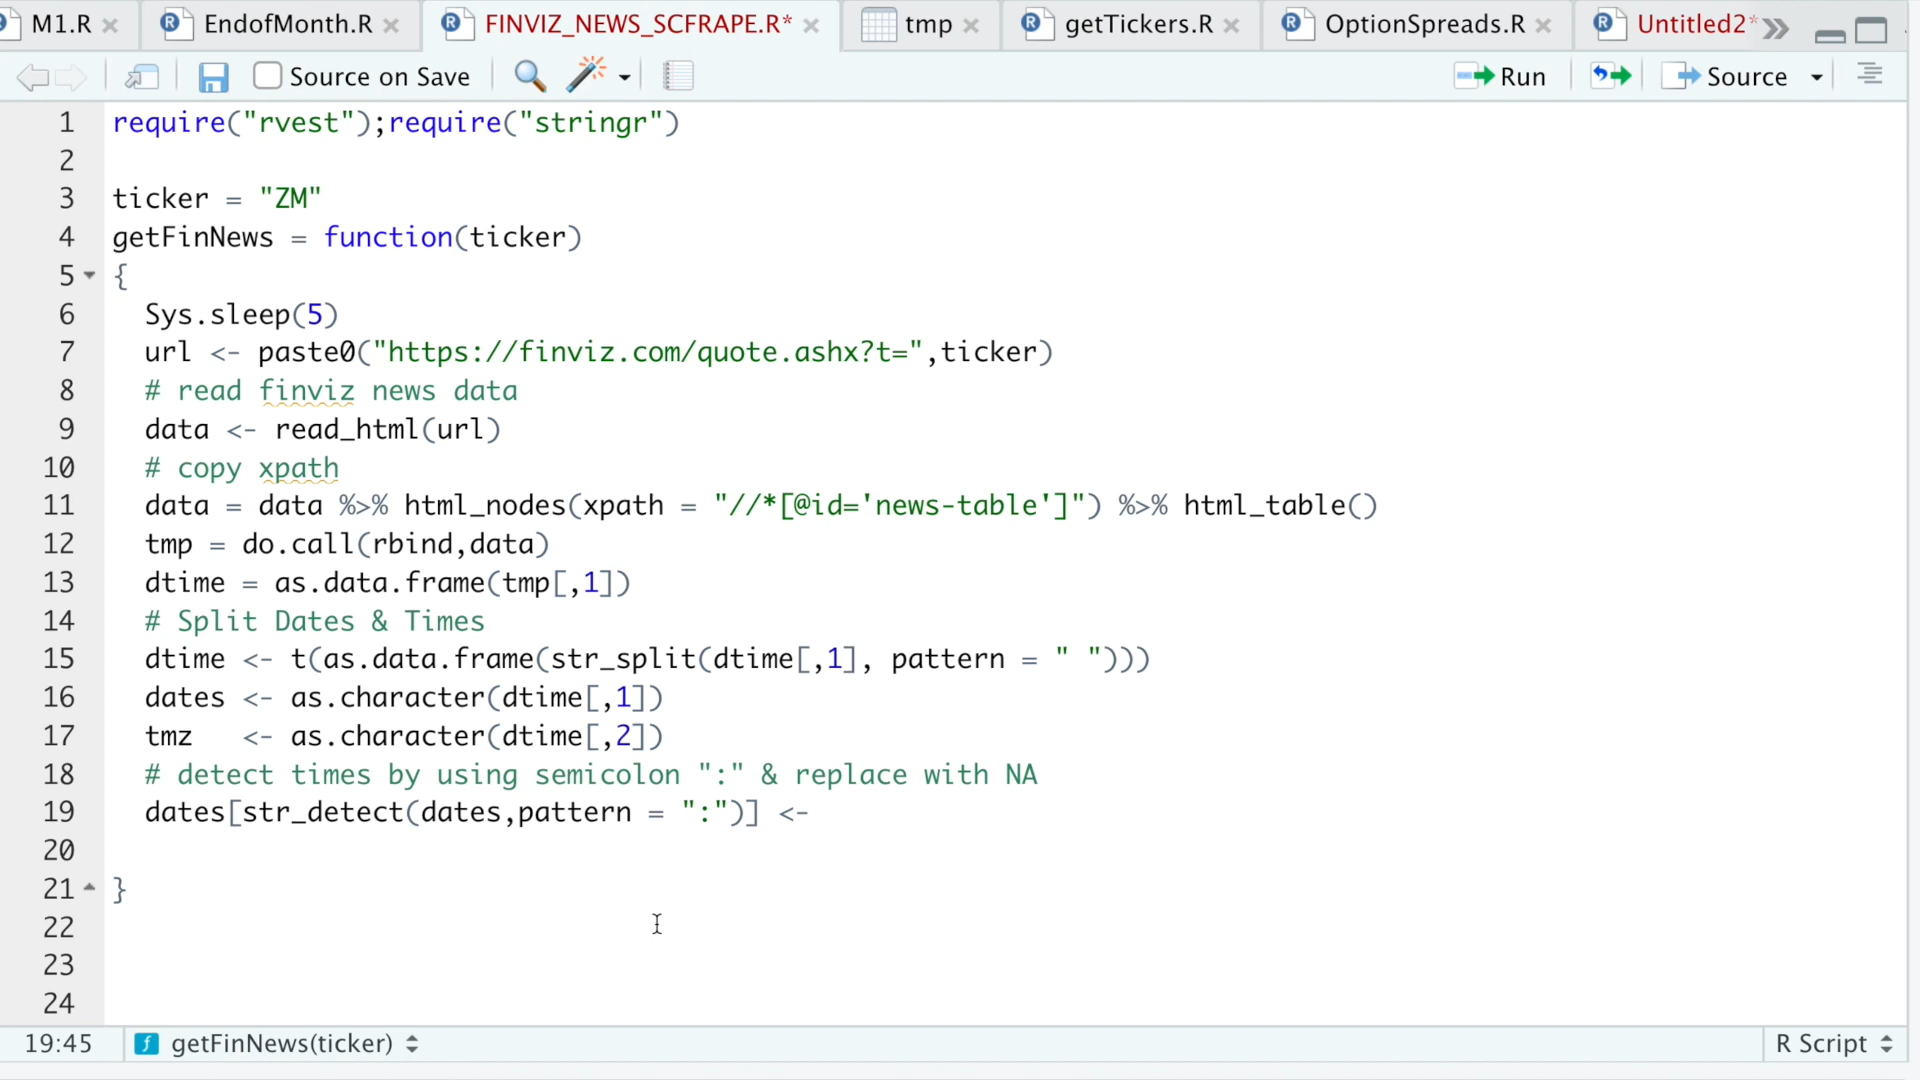 M1.R EndofMonth.R FINVIZ_NEWS_SCFRAPE.R* tmp getTickers.R OptionSpreads.R Untitled2*
Source on Save Run Source
1 require("rvest");require("stringr")
2
3 ticker = "ZM"
4 getFinNews = function(ticker)
5 {
6 Sys.sleep(5)
7 url <- paste0("https://finviz.com/quote.ashx?t=",ticker)
8 # read finviz news data
9 data <- read_html(url)
10 # copy xpath
11 data = data %>% html_nodes(xpath = "//*[@id='news-table']") %>% html_table()
12 tmp = do.call(rbind,data)
13 dtime = as.data.frame(tmp[,1])
14 # Split Dates & Times
15 dtime <- t(as.data.frame(str_split(dtime[,1], pattern = " ")))
16 dates <- as.character(dtime[,1])
17 tmz <- as.character(dtime[,2])
18 # detect times by using semicolon ":" & replace with NA
19 dates[str_detect(dates,pattern = ":")] <-
20
21 }
22
23
24
19:45 getFinNews(ticker) R Script